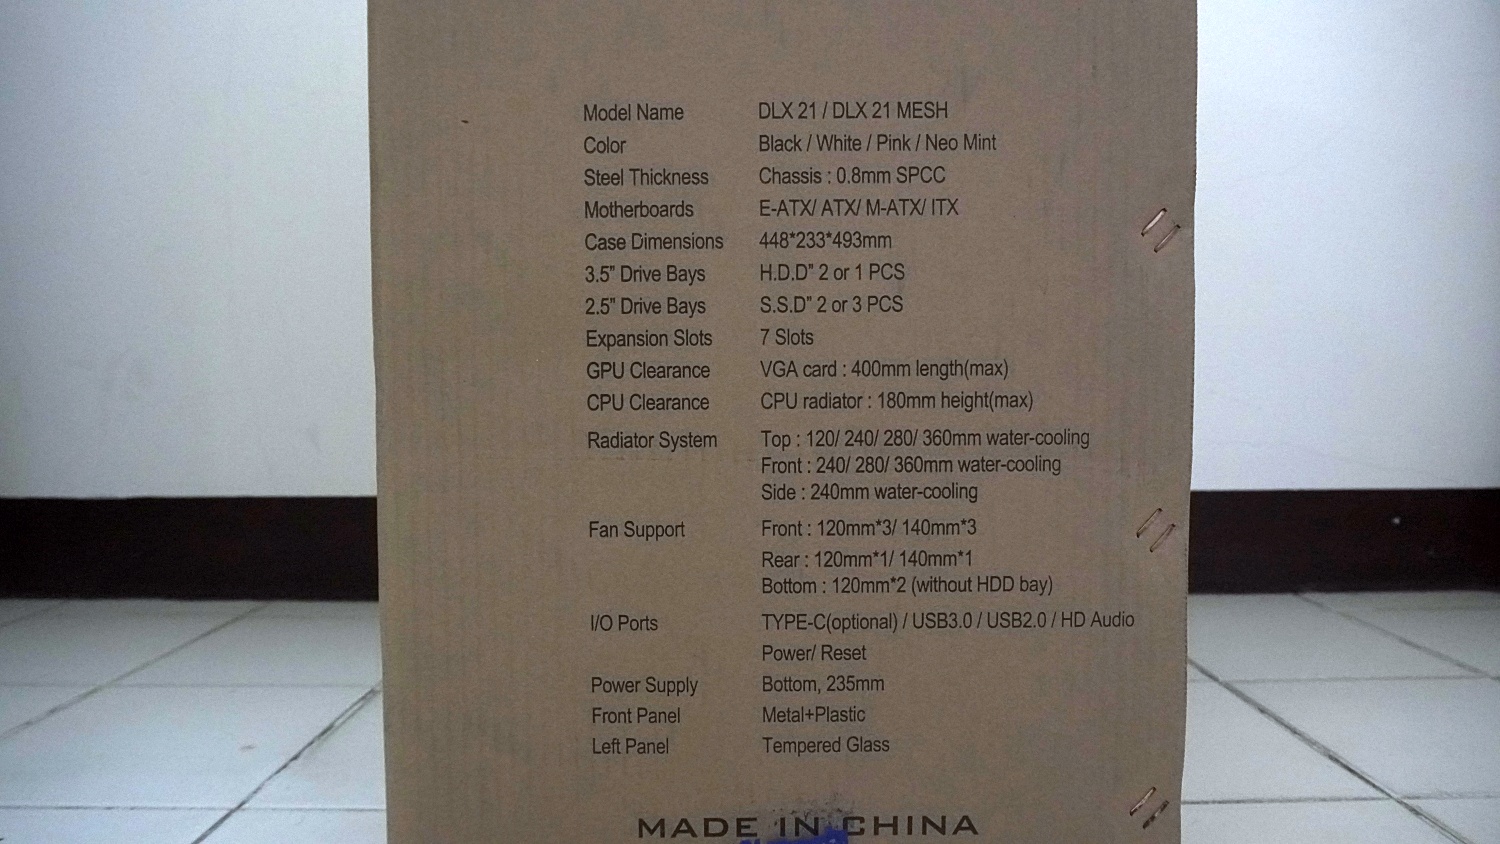 Model Name DLX 21 / DLX 21 MESH
Color Black / White / Pink / Neo Mint
Steel Thickness Chassis : 0.8mm SPCC
Motherboards E-ATX/ ATX/ M-ATX/ ITX
Case Dimensions 448*233*493mm
3.5" Drive Bays H.D.D" 2 or 1 PCS
2.5" Drive Bays S.S.D" 2 or 3 PCS
Expansion Slots 7 Slots
GPU Clearance VGA card : 400mm length(max)
CPU Clearance CPU radiator : 180mm height(max)
Radiator System Top : 120/ 240/ 280/ 360mm water-cooling
Front : 240/ 280/ 360mm water-cooling
Side : 240mm water-cooling
Fan Support Front : 120mm*3/ 140mm*3
Rear : 120mm*1/ 140mm*1
Bottom : 120mm*2 (without HDD bay)
I/O Ports TYPE-C(optional) / USB3.0 / USB2.0 / HD Audio
Power/ Reset
Power Supply Bottom, 235mm
Front Panel Metal+Plastic
Left Panel Tempered Glass
MADE IN CHINA